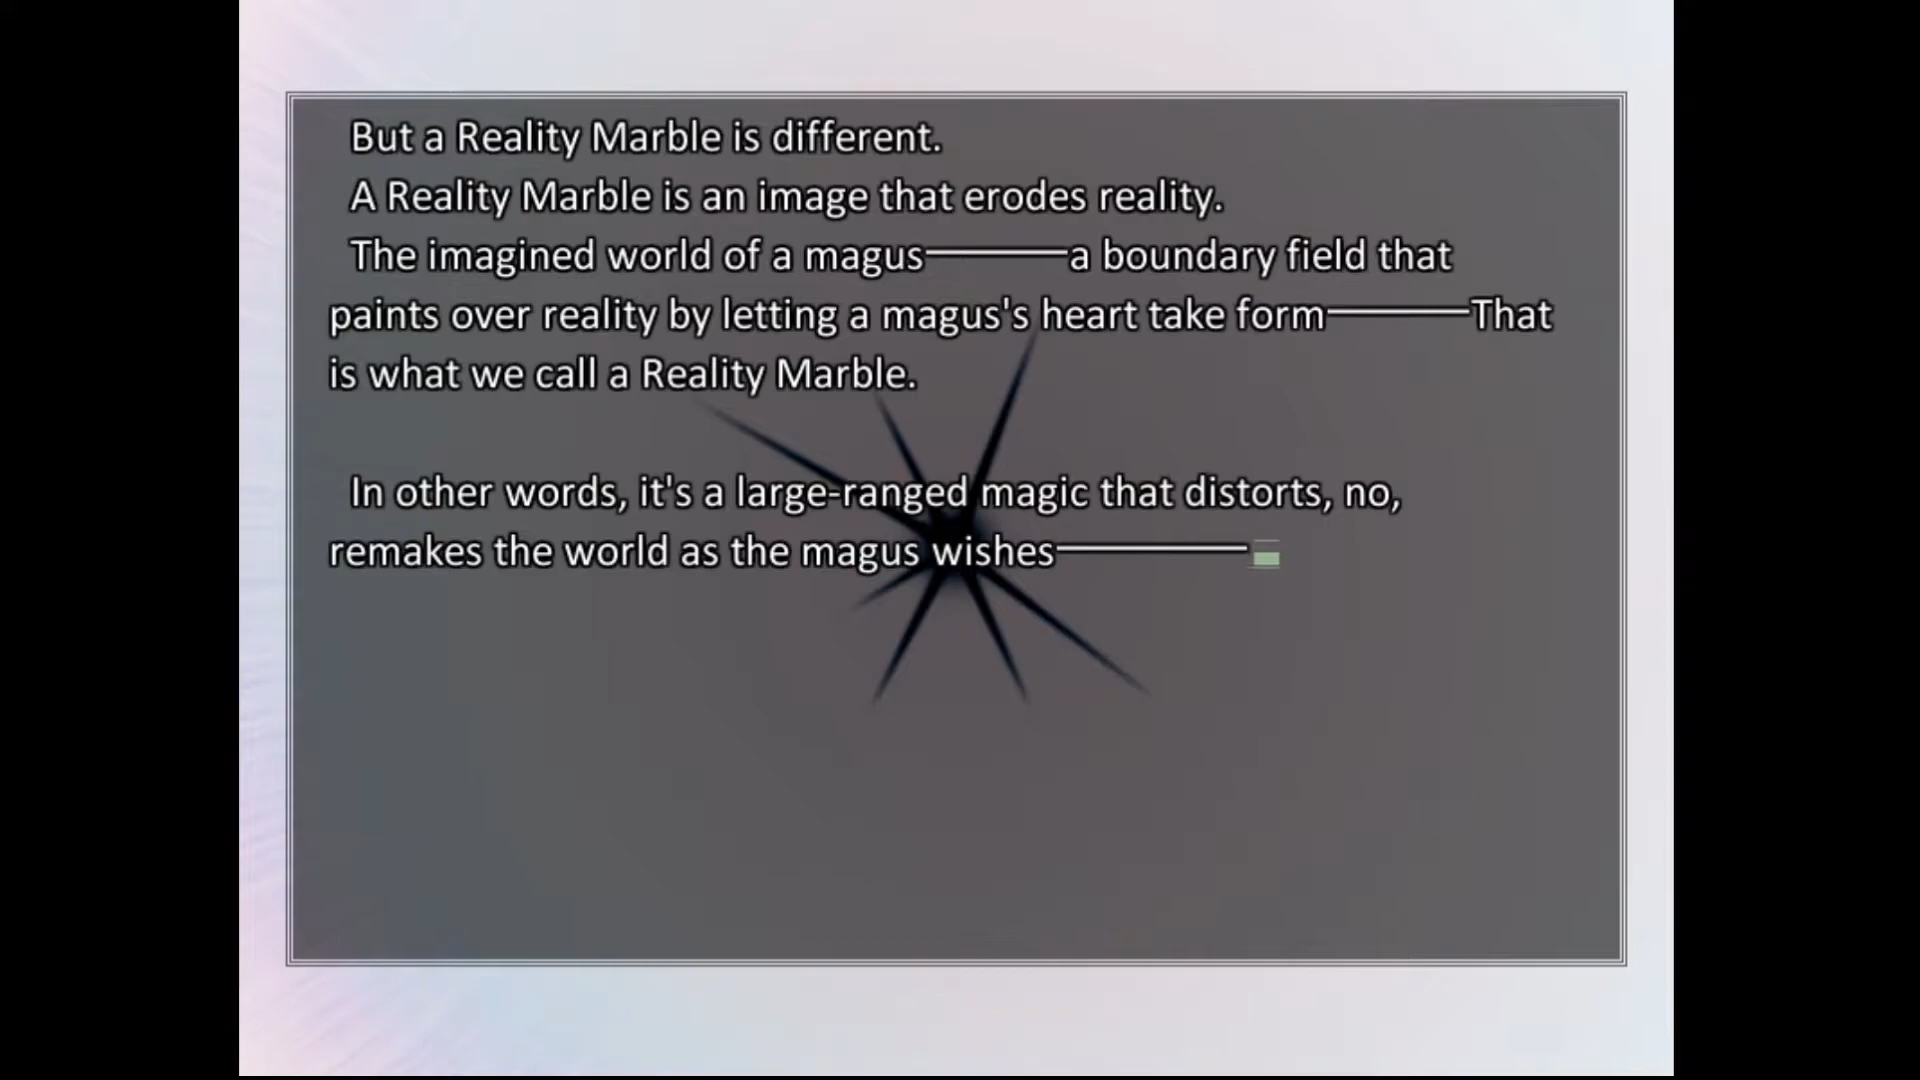 But a Reality Marble is different.
A Reality Marble is an image that erodes reality.
The imagined world of a magus―――a boundary field that
paints over reality by letting a magus's heart take form―――That
is what we call a Reality Marble.
In other words, it's a large-ranged magic that distorts, no,
remakes the world as the magus wishes――――